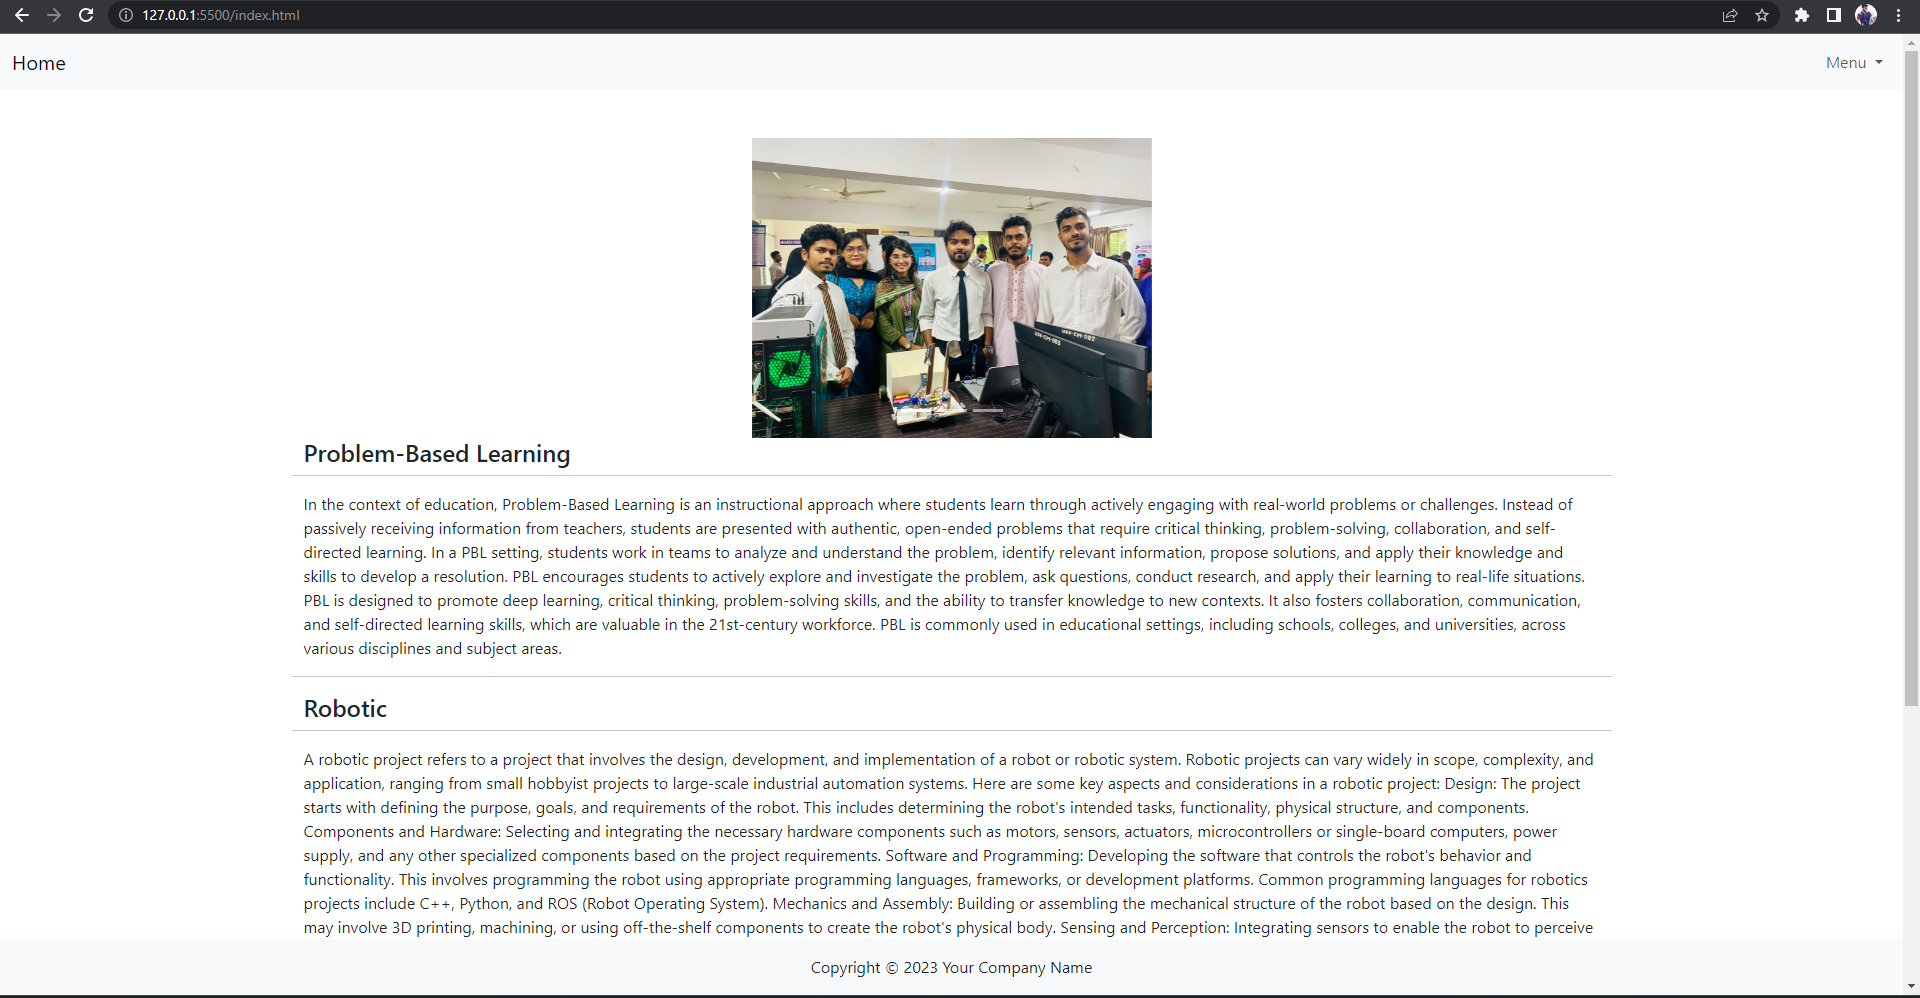 127.0.0.1:5500/index.html
Home
Menu
Problem-Based Learning
In the context of education, Problem-Based Learning is an instructional approach where students learn through actively engaging with real-world problems or challenges. Instead of
passively receiving information from teachers, students are presented with authentic, open-ended problems that require critical thinking, problem-solving, collaboration, and self-
directed learning. In a PBL setting, students work in teams to analyze and understand the problem, identify relevant information, propose solutions, and apply their knowledge and
skills to develop a resolution. PBL encourages students to actively explore and investigate the problem, ask questions, conduct research, and apply their learning to real-life situations.
PBL is designed to promote deep learning, critical thinking, problem-solving skills, and the ability to transfer knowledge to new contexts. It also fosters collaboration, communication,
and self-directed learning skills, which are valuable in the 21st-century workforce. PBL is commonly used in educational settings, including schools, colleges, and universities, across
various disciplines and subject areas.
Robotic
A robotic project refers to a project that involves the design, development, and implementation of a robot or robotic system. Robotic projects can vary widely in scope, complexity, and
application, ranging from small hobbyist projects to large-scale industrial automation systems. Here are some key aspects and considerations in a robotic project: Design: The project
starts with defining the purpose, goals, and requirements of the robot. This includes determining the robot's intended tasks, functionality, physical structure, and components.
Components and Hardware: Selecting and integrating the necessary hardware components such as motors, sensors, actuators, microcontrollers or single-board computers, power
supply, and any other specialized components based on the project requirements. Software and Programming: Developing the software that controls the robot's behavior and
functionality. This involves programming the robot using appropriate programming languages, frameworks, or development platforms. Common programming languages for robotics
projects include C++, Python, and ROS (Robot Operating System). Mechanics and Assembly: Building or assembling the mechanical structure of the robot based on the design. This
may involve 3D printing, machining, or using off-the-shelf components to create the robot's physical body. Sensing and Perception: Integrating sensors to enable the robot to perceive
Copyright © 2023 Your Company Name